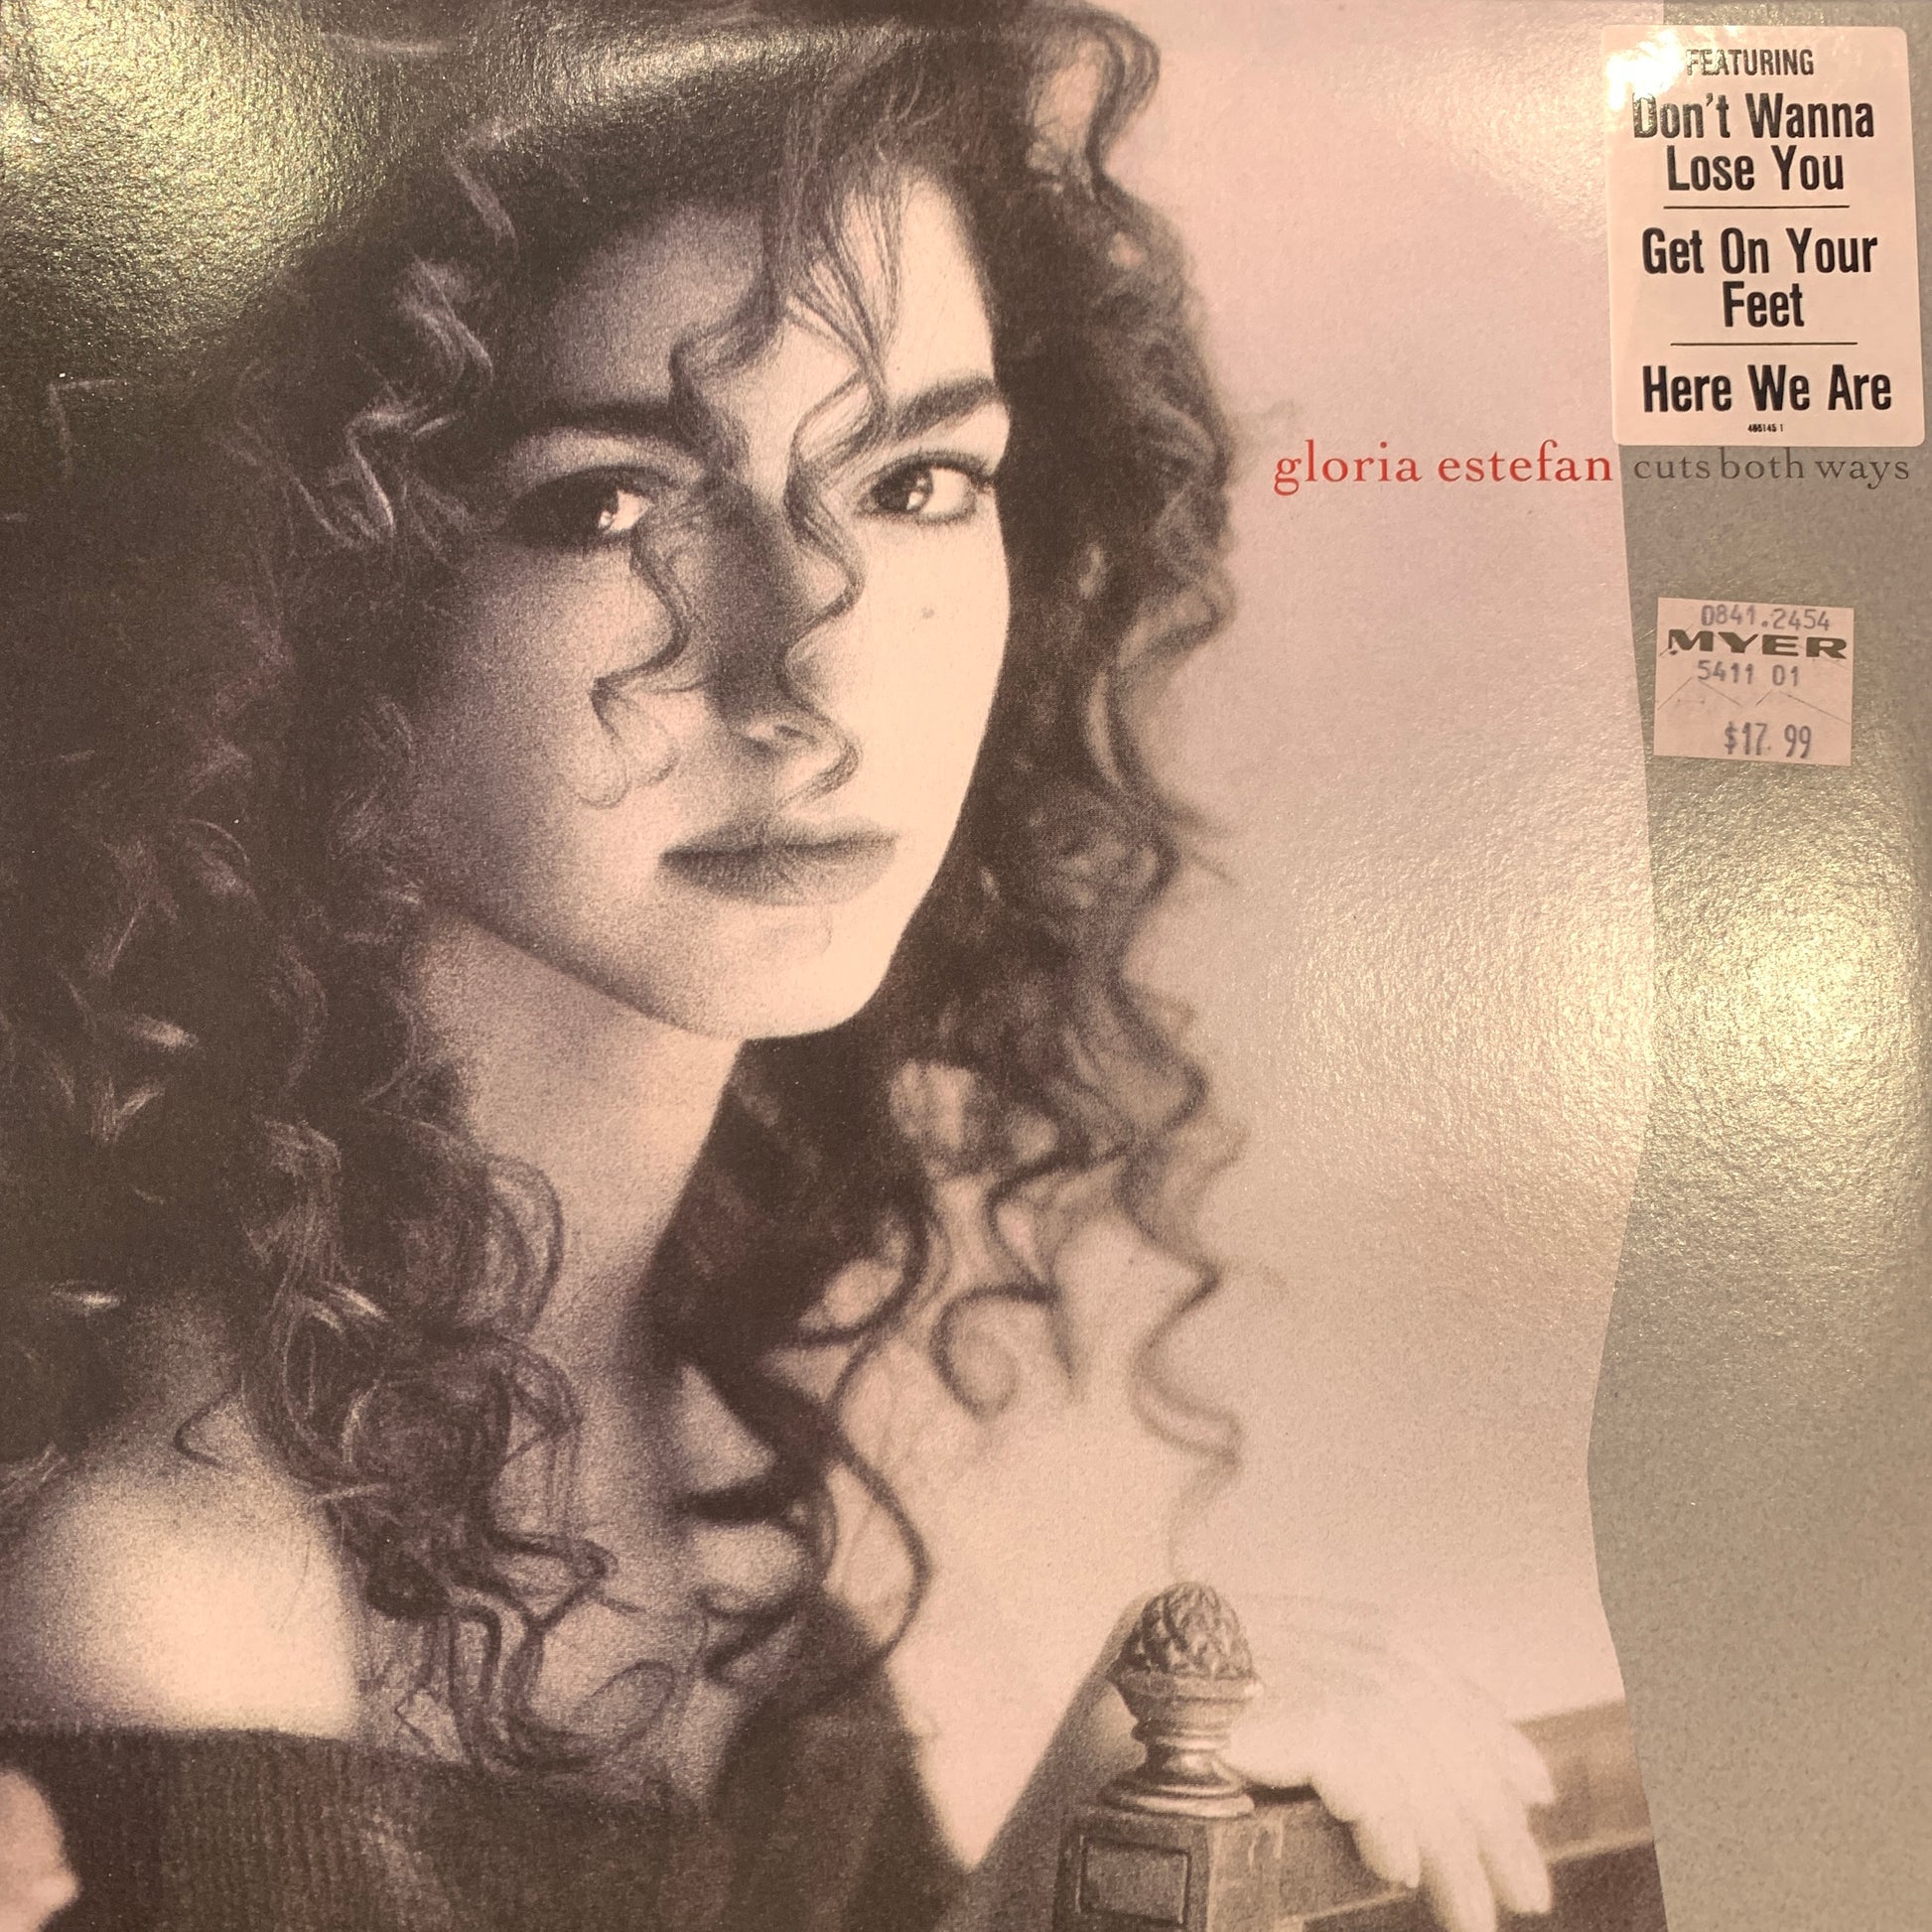 FEATURING
Don't Wanna
Lose You
Get On Your
Feet
Here We Are
465145 1
gloria estefan cuts both ways
0841.2454
MYER
5411 01
$17.99